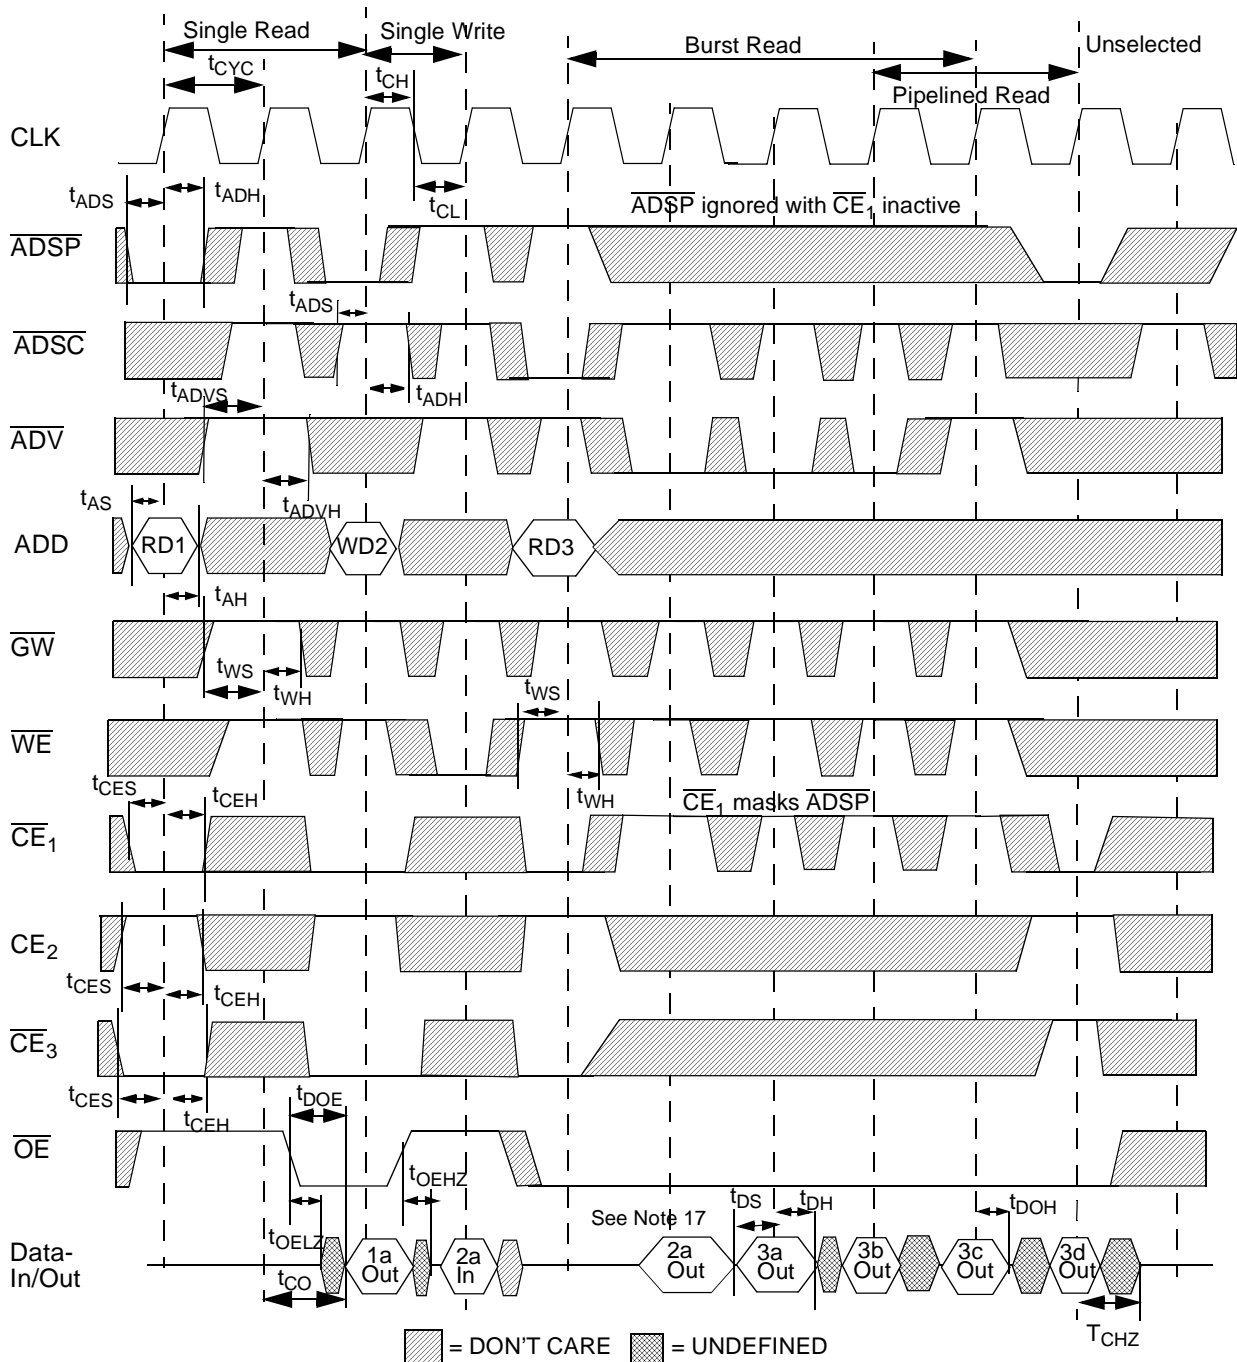 Single Read
Single Write
Burst Read
Unselected
tCYC
tCH
Pipelined Read
CLK
tADS
tADH
tCL
ADSP ignored with CE1 inactive
ADSP
tADS
ADSC
tADVS
tADH
ADV
tAS
tADVH
ADD
RD1
WD2
RD3
tAH
GW
tWS
tWH
tWS
WE
tCES
tCEH
tWH
CE1 masks ADSP
CE1
CE2
tCES
tCEH
CE3
tCES
tCEH
tDOE
OE
tOEHZ
tDS
tDH
tDOH
See Note 17
tOELZ
Data-
In/Out
1a
Out
2a
In
2a
Out
3a
Out
3b
Out
3c
Out
3d
Out
tCO
TCHZ
= DON'T CARE
= UNDEFINED